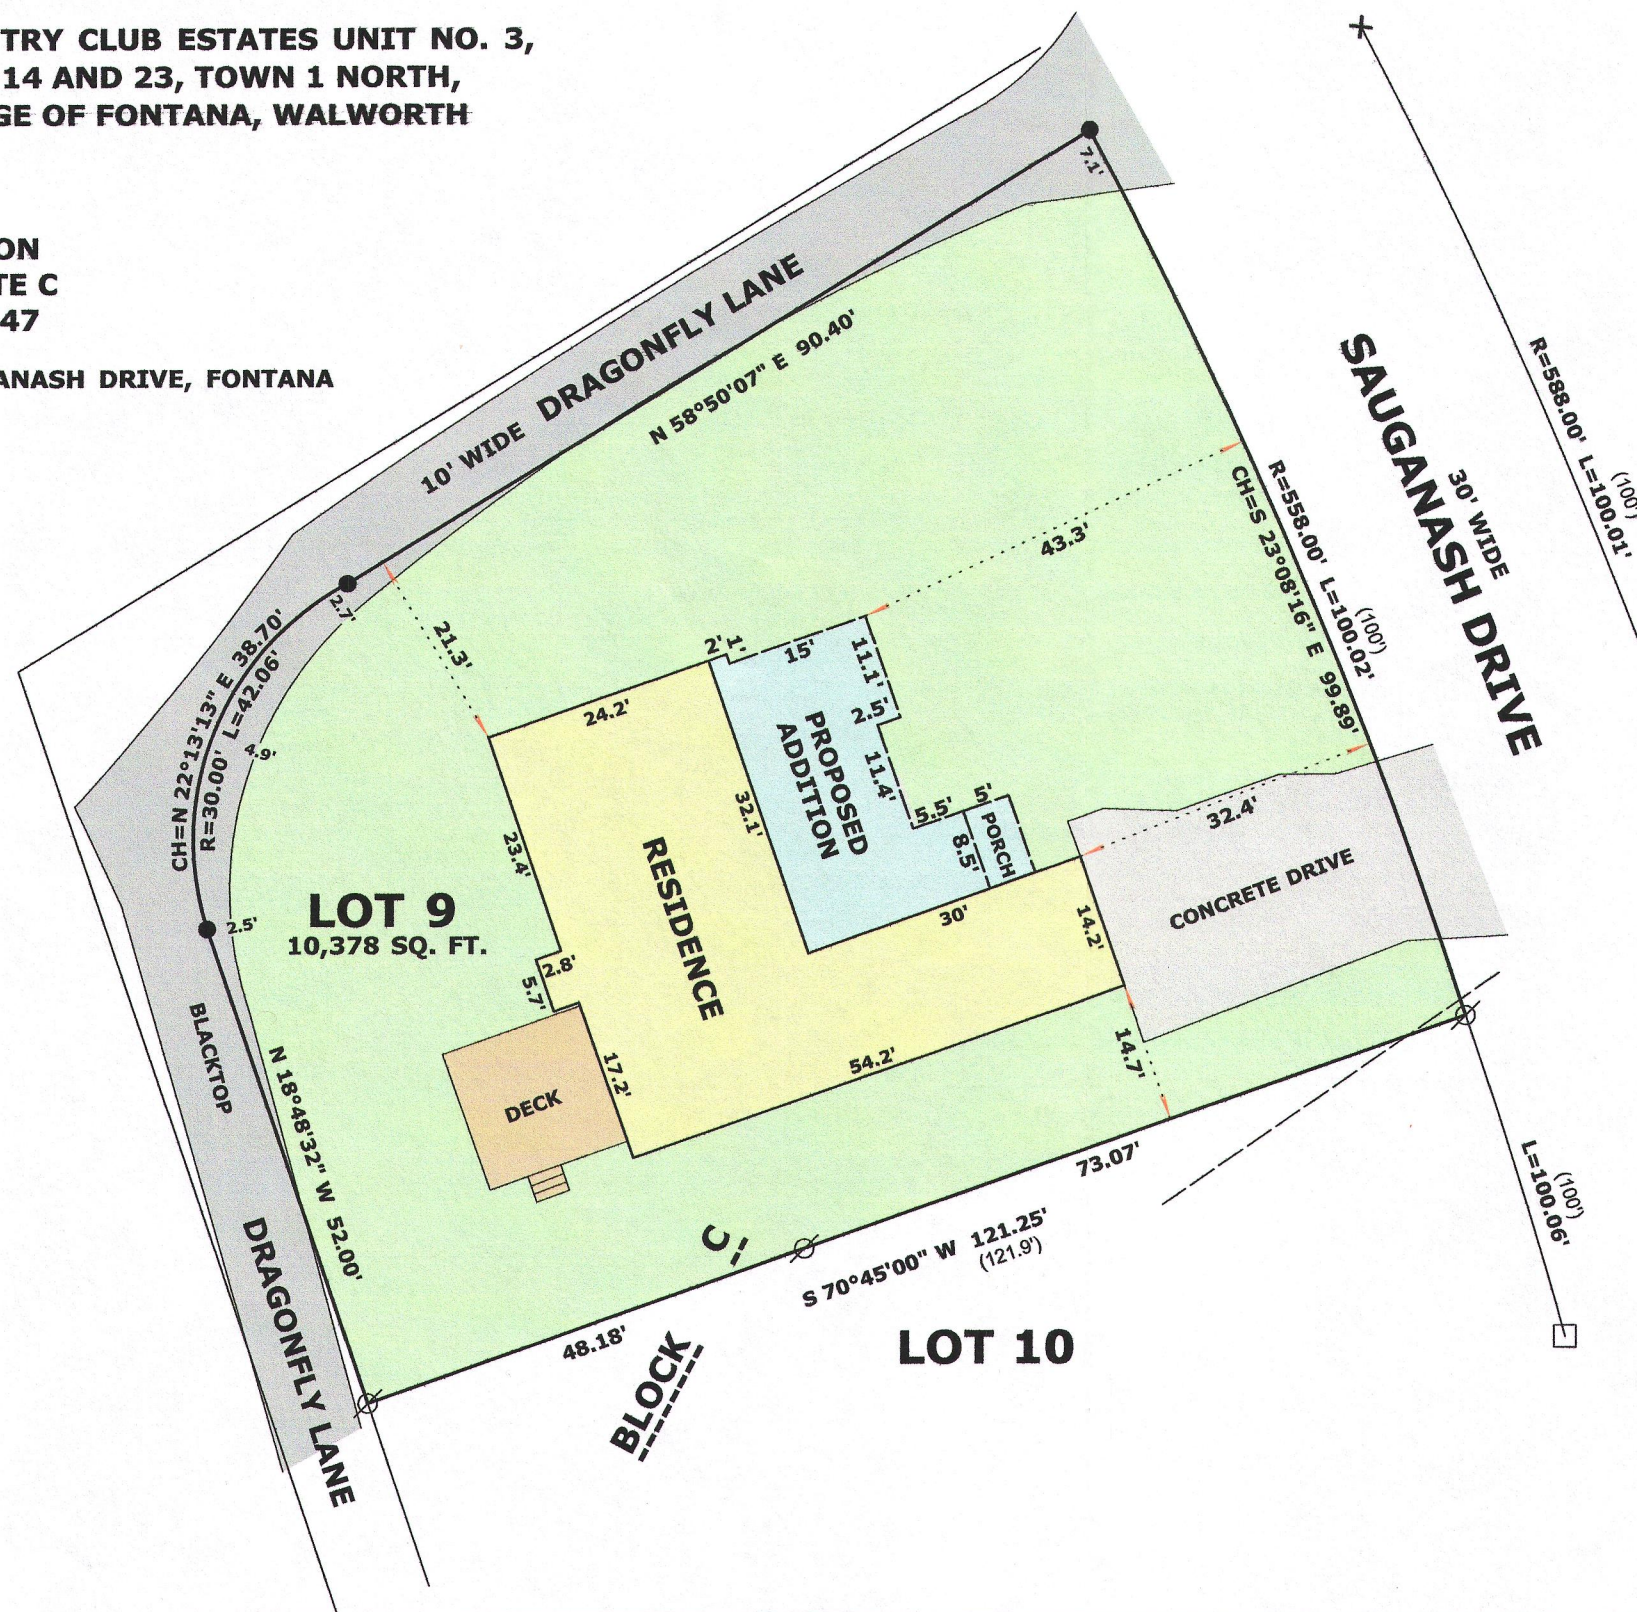 TRY CLUB ESTATES UNIT NO. 3,
14 AND 23, TOWN 1 NORTH,
GE OF FONTANA, WALWORTH
ON
TE C
47
ANASH DRIVE, FONTANA
7.1'
10' WIDE DRAGONFLY LANE
N 58°50'07" E 90.40'
SAUGANASH DRIVE
30' WIDE
R=588.00' L=100.01'
(100')
R=558.00' L=100.02'
(100')
CH=S 23°08'16" E 99.89'
43.3'
2.7'
21.3'
CH=N 22°13'13" E 38.70'
R=30.00' L=42.06'
4.9'
2.5'
2'
1'
15'
11.1'
2.5'
11.4'
5.5'
5'
8.5'
PORCH
PROPOSED
ADDITION
24.2'
32.1'
23.4'
RESIDENCE
30'
14.2'
32.4'
CONCRETE DRIVE
LOT 9
10,378 SQ. FT.
2.8'
5.7'
17.2'
54.2'
14.7'
DECK
BLACKTOP
N 18°48'32" W 52.00'
DRAGONFLY LANE
73.07'
S 70°45'00" W 121.25'
(121.9')
48.18'
BLOCK C
LOT 10
L=100.06'
(100')